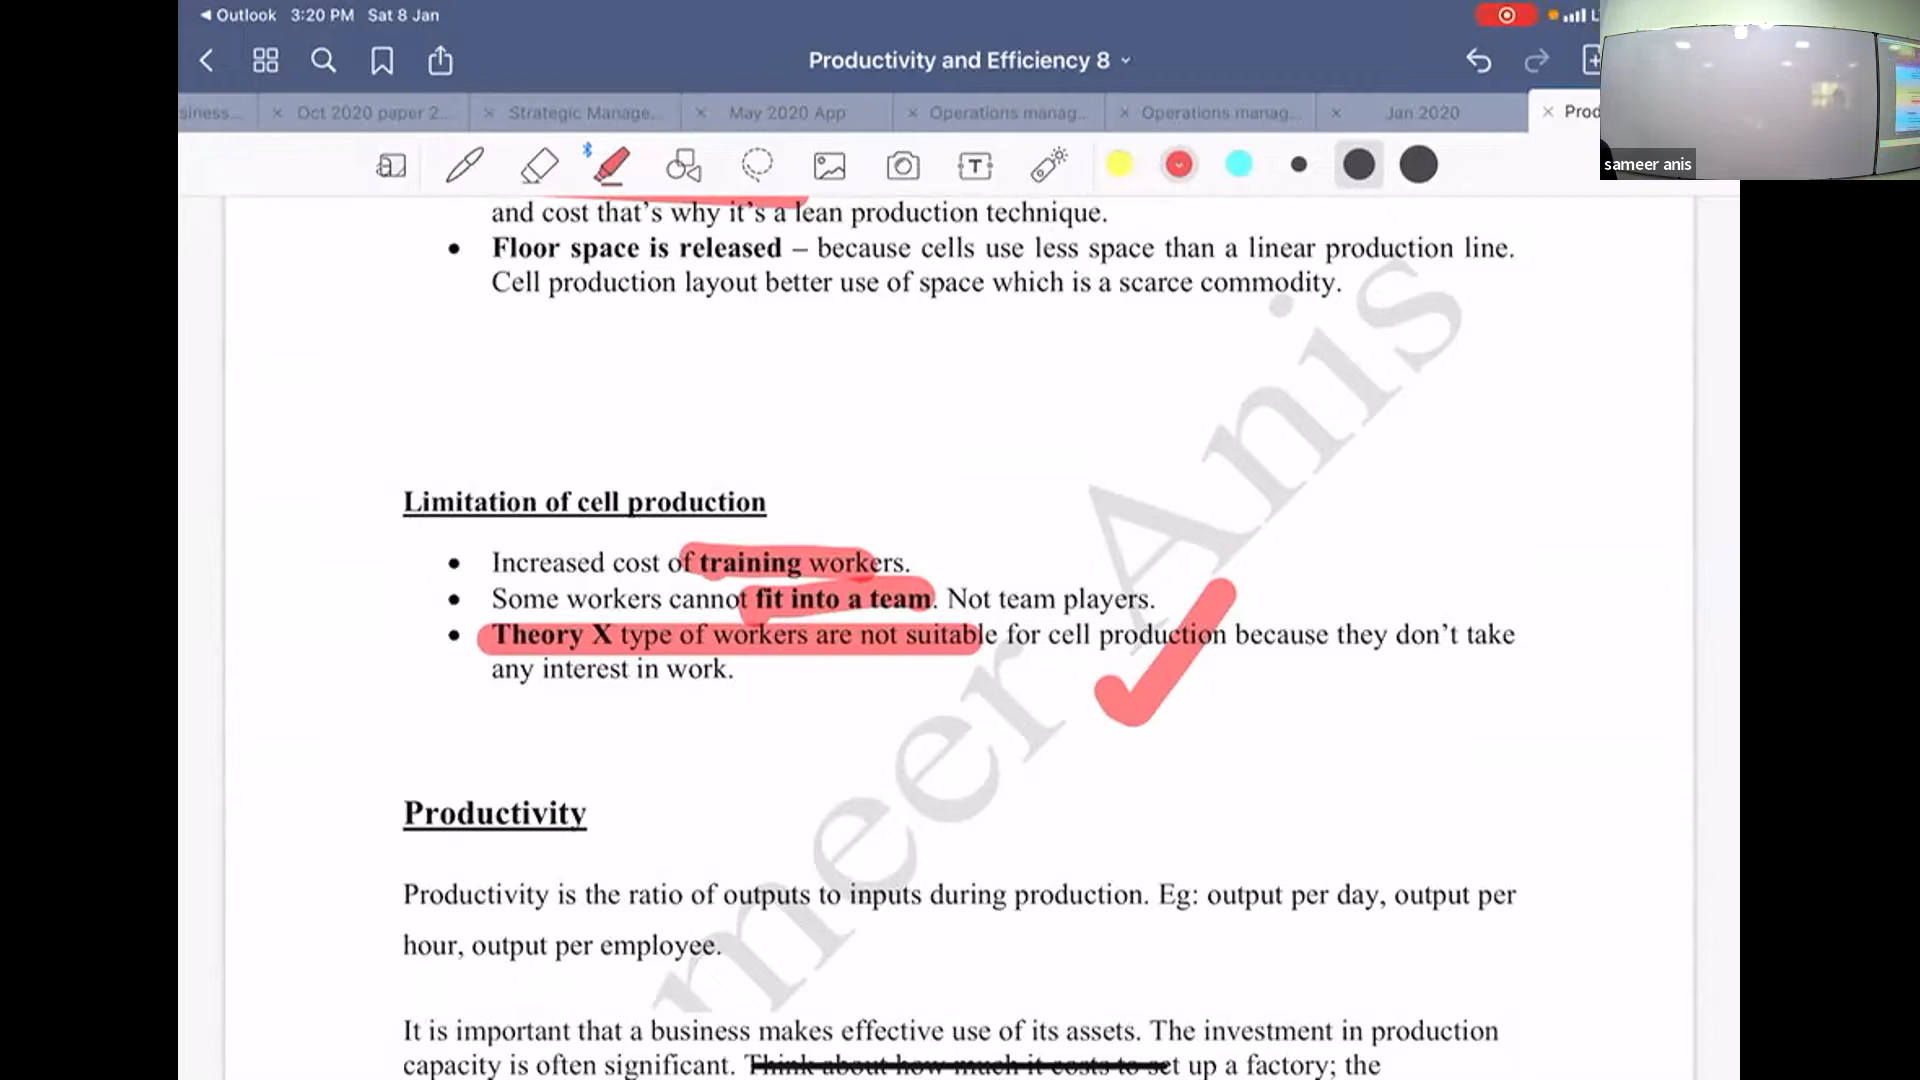 Outlook 3:20 PM Sat 8 Jan
Productivity and Efficiency 8
siness... Oct 2020 paper 2... Strategic Manage... May 2020 App Operations manag... Operations manag... Jan 2020 Prod
sameer anis
and cost that's why it's a lean production technique.
• Floor space is released – because cells use less space than a linear production line.
Cell production layout better use of space which is a scarce commodity.
Limitation of cell production
• Increased cost of training workers.
• Some workers cannot fit into a team. Not team players.
• Theory X type of workers are not suitable for cell production because they don't take
any interest in work.
Productivity
Productivity is the ratio of outputs to inputs during production. Eg: output per day, output per
hour, output per employee.
It is important that a business makes effective use of its assets. The investment in production
capacity is often significant. Think about how much it costs to set up a factory; the
meer Anis